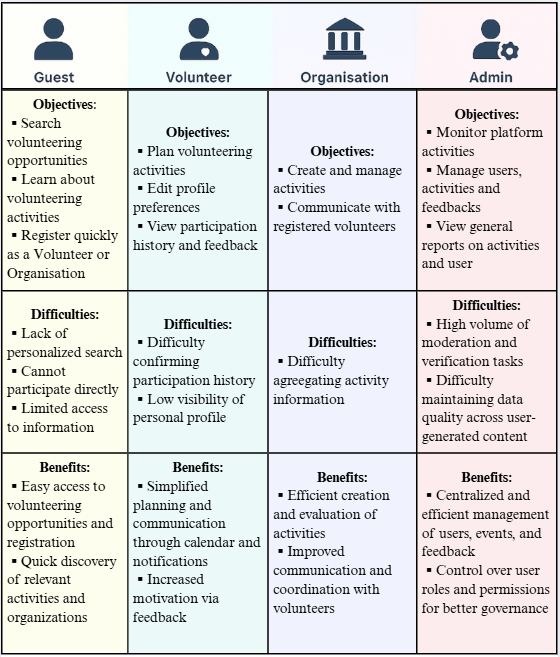 Guest
Volunteer
Organisation
Admin
Objectives:
▪ Search
volunteering
opportunities
▪ Learn about
volunteering
activities
▪ Register quickly
as a Volunteer or
Organisation
Objectives:
▪ Plan volunteering
activities
▪ Edit profile
preferences
▪ View participation
history and feedback
Objectives:
▪ Create and manage
activities
▪ Communicate with
registered volunteers
Objectives:
▪ Monitor platform
activities
▪ Manage users,
activities and
feedbacks
▪ View general
reports on activities
and user
Difficulties:
▪ Lack of
personalized search
▪ Cannot
participate directly
▪ Limited access
to information
Difficulties:
▪ Difficulty
confirming
participation history
▪ Low visibility of
personal profile
Difficulties:
▪ Difficulty
agreegating activity
information
Difficulties:
▪ High volume of
moderation and
verification tasks
▪ Difficulty
maintaining data
quality across user-
generated content
Benefits:
▪ Easy access to
volunteering
opportunities and
registration
▪ Quick discovery
of relevant
activities and
organizations
Benefits:
▪ Simplified
planning and
communication
through calendar and
notifications
▪ Increased
motivation via
feedback
Benefits:
▪ Efficient creation
and evaluation of
activities
▪ Improved
communication and
coordination with
volunteers
Benefits:
▪ Centralized and
efficient management
of users, events, and
feedback
▪ Control over user
roles and permissions
for better governance